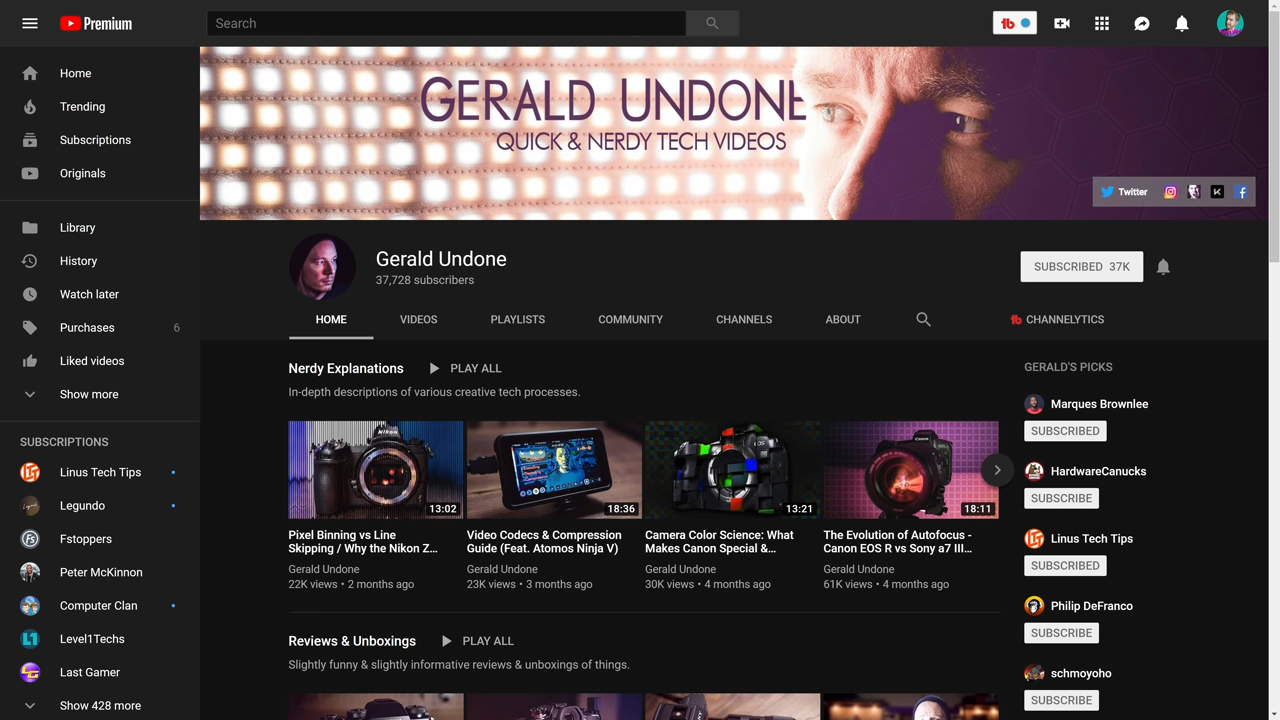 Premium
Search
GERALD UNDONE
QUICK & NERDY TECH VIDEOS
Twitter
Home
Trending
Subscriptions
Originals
Library
History
Watch later
Purchases 6
Liked videos
Show more
SUBSCRIPTIONS
Linus Tech Tips
Legundo
Fstoppers
Peter McKinnon
Computer Clan
Level1Techs
Last Gamer
Show 428 more
Gerald Undone
37,728 subscribers
SUBSCRIBED 37K
HOME VIDEOS PLAYLISTS COMMUNITY CHANNELS ABOUT CHANNELYTICS
Nerdy Explanations PLAY ALL
In-depth descriptions of various creative tech processes.
Nikon
13:02
18:36
13:21
18:11
Pixel Binning vs Line
Skipping / Why the Nikon Z...
Gerald Undone
22K views • 2 months ago
Video Codecs & Compression
Guide (Feat. Atomos Ninja V)
Gerald Undone
23K views • 3 months ago
Camera Color Science: What
Makes Canon Special &...
Gerald Undone
30K views • 4 months ago
The Evolution of Autofocus -
Canon EOS R vs Sony a7 III...
Gerald Undone
61K views • 4 months ago
Reviews & Unboxings PLAY ALL
Slightly funny & slightly informative reviews & unboxings of things.
GERALD'S PICKS
Marques Brownlee
SUBSCRIBED
HardwareCanucks
SUBSCRIBE
Linus Tech Tips
SUBSCRIBED
Philip DeFranco
SUBSCRIBE
schmoyoho
SUBSCRIBE